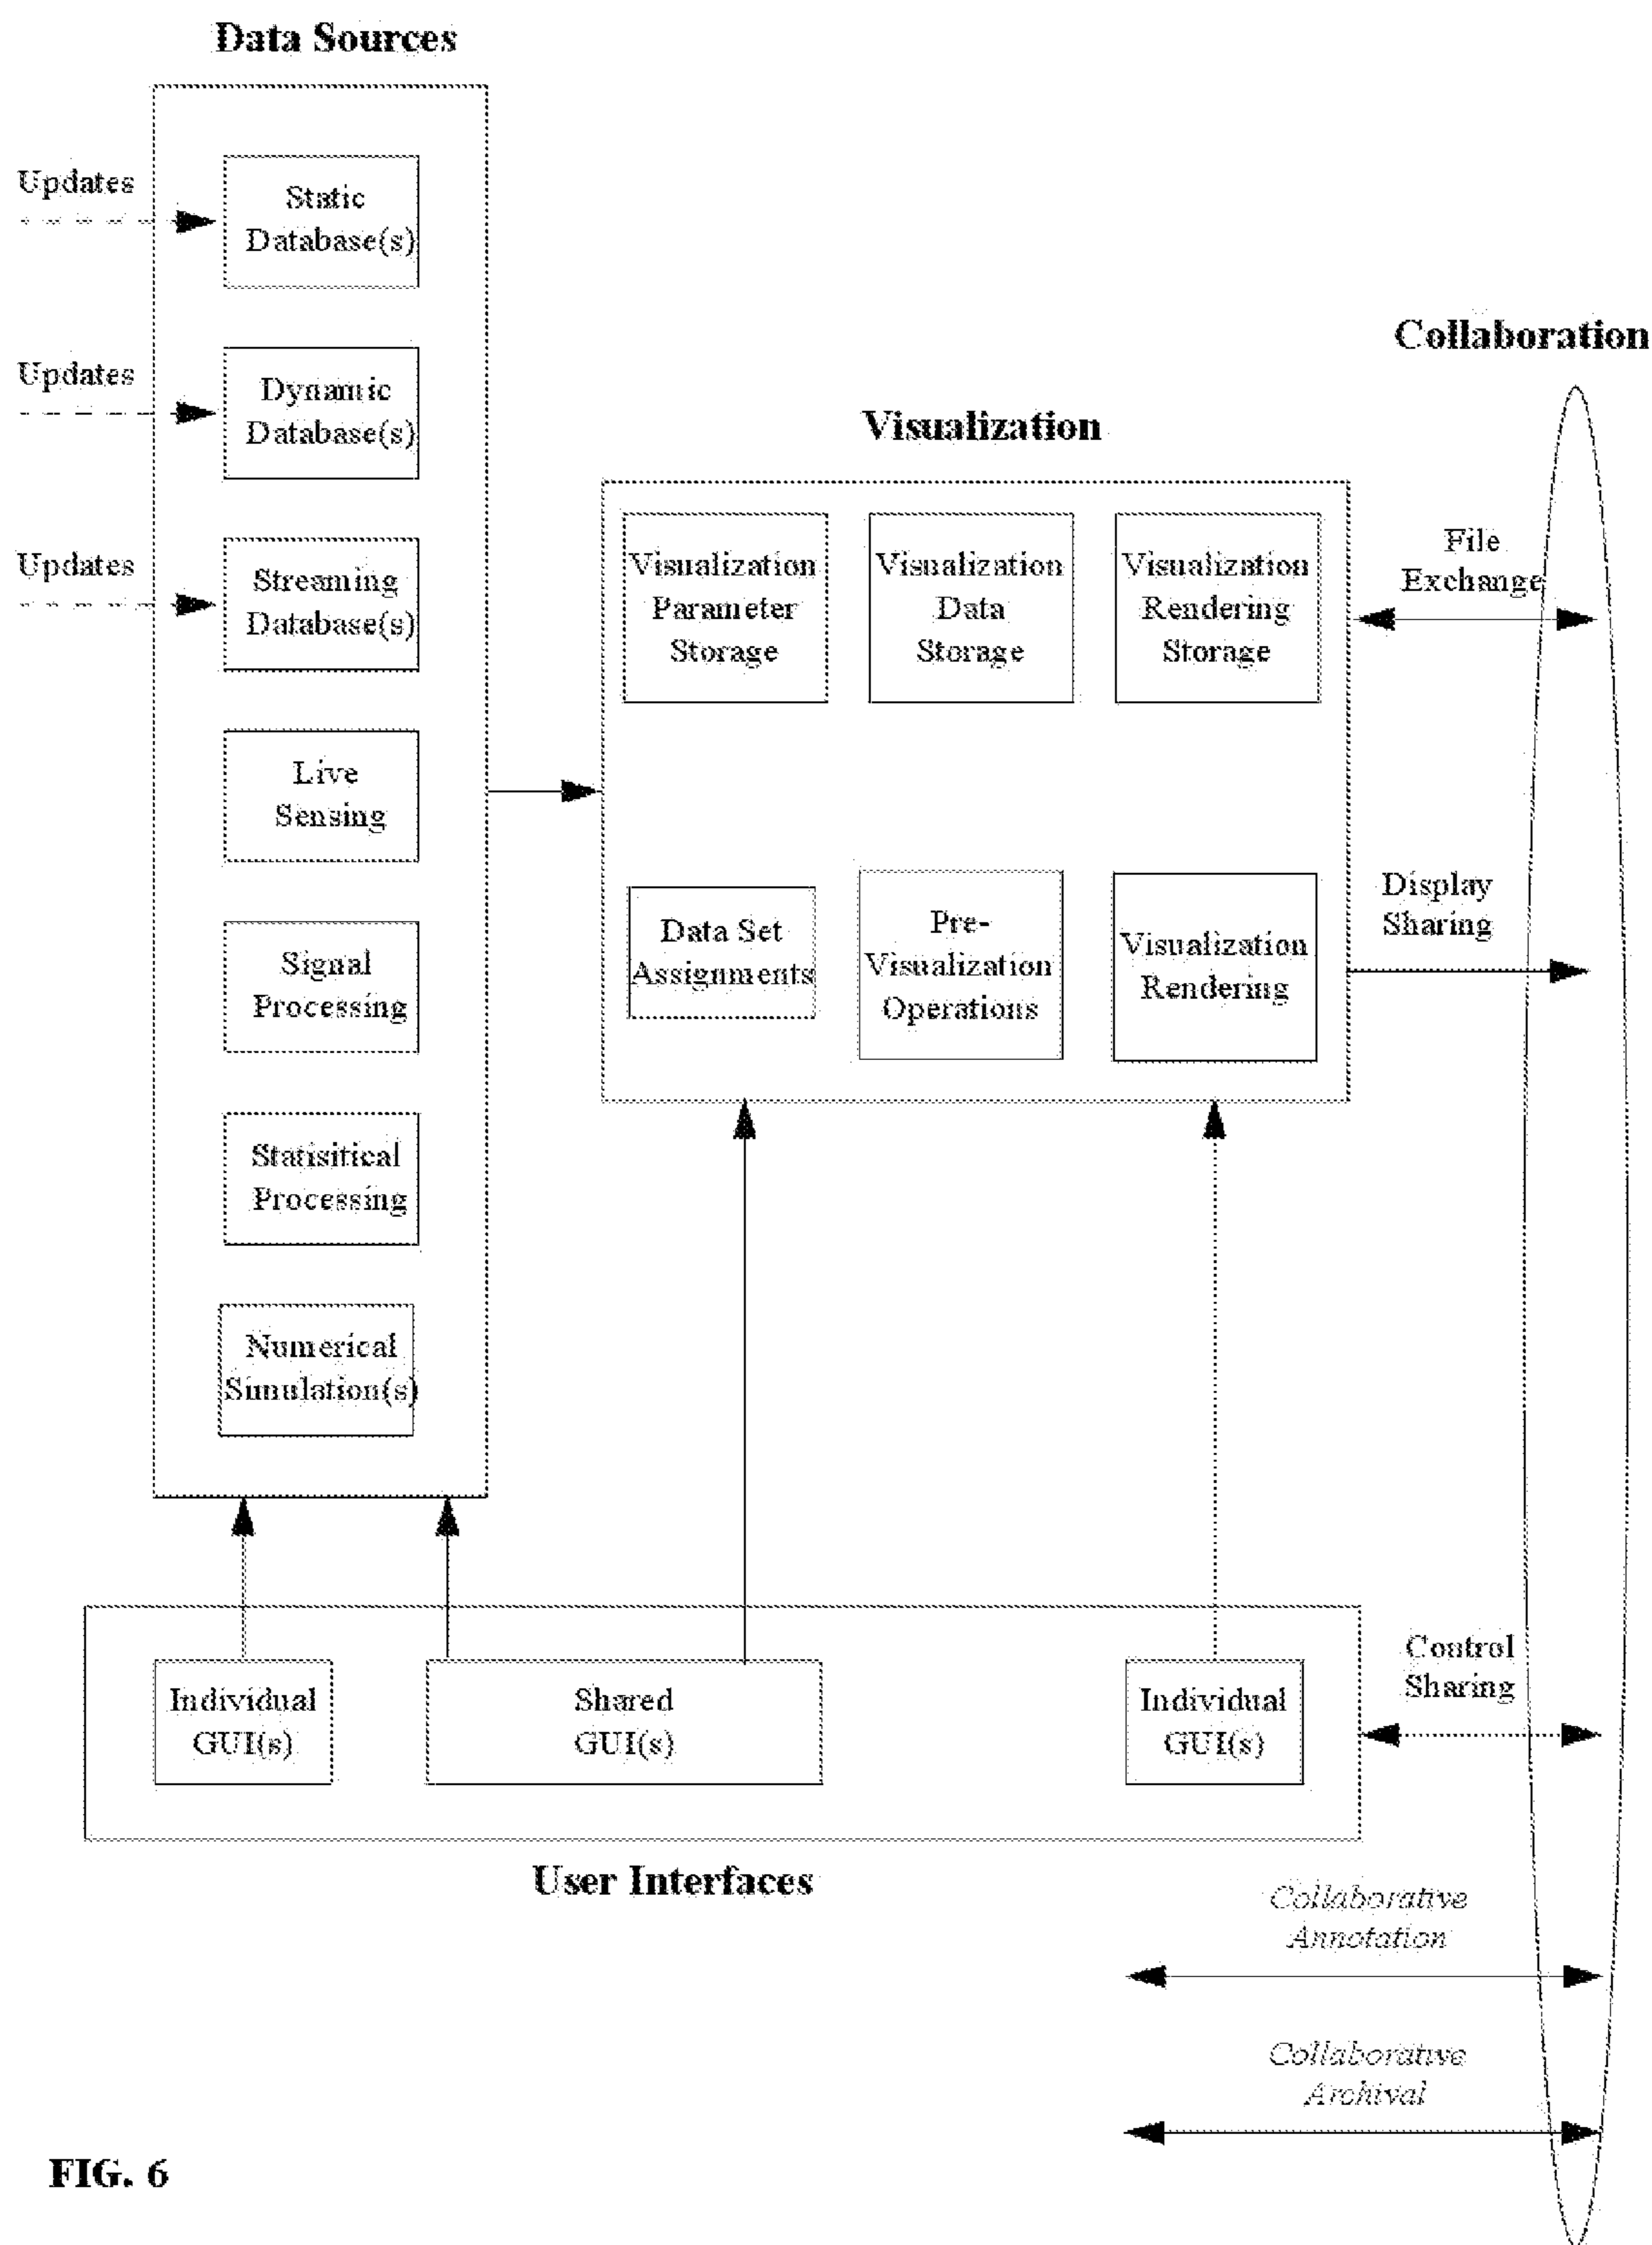 Data Sources
Updates
Static
Database(s)
Updates
Dynamic
Database(s)
Updates
Streaming
Database(s)
Live
Sensing
Signal
Processing
Statisitical
Processing
Numerical
Simulation(s)
Visualization
Visualization
Parameter
Storage
Visualization
Data
Storage
Visualization
Rendering
Storage
Data Set
Assignments
Pre-
Visualization
Operations
Visualization
Rendering
Collaboration
File
Exchange
Display
Sharing
Individual
GUI(s)
Shared
GUI(s)
Individual
GUI(s)
Control
Sharing
User Interfaces
Collaborative
Annotation
Collaborative
Archival
FIG. 6